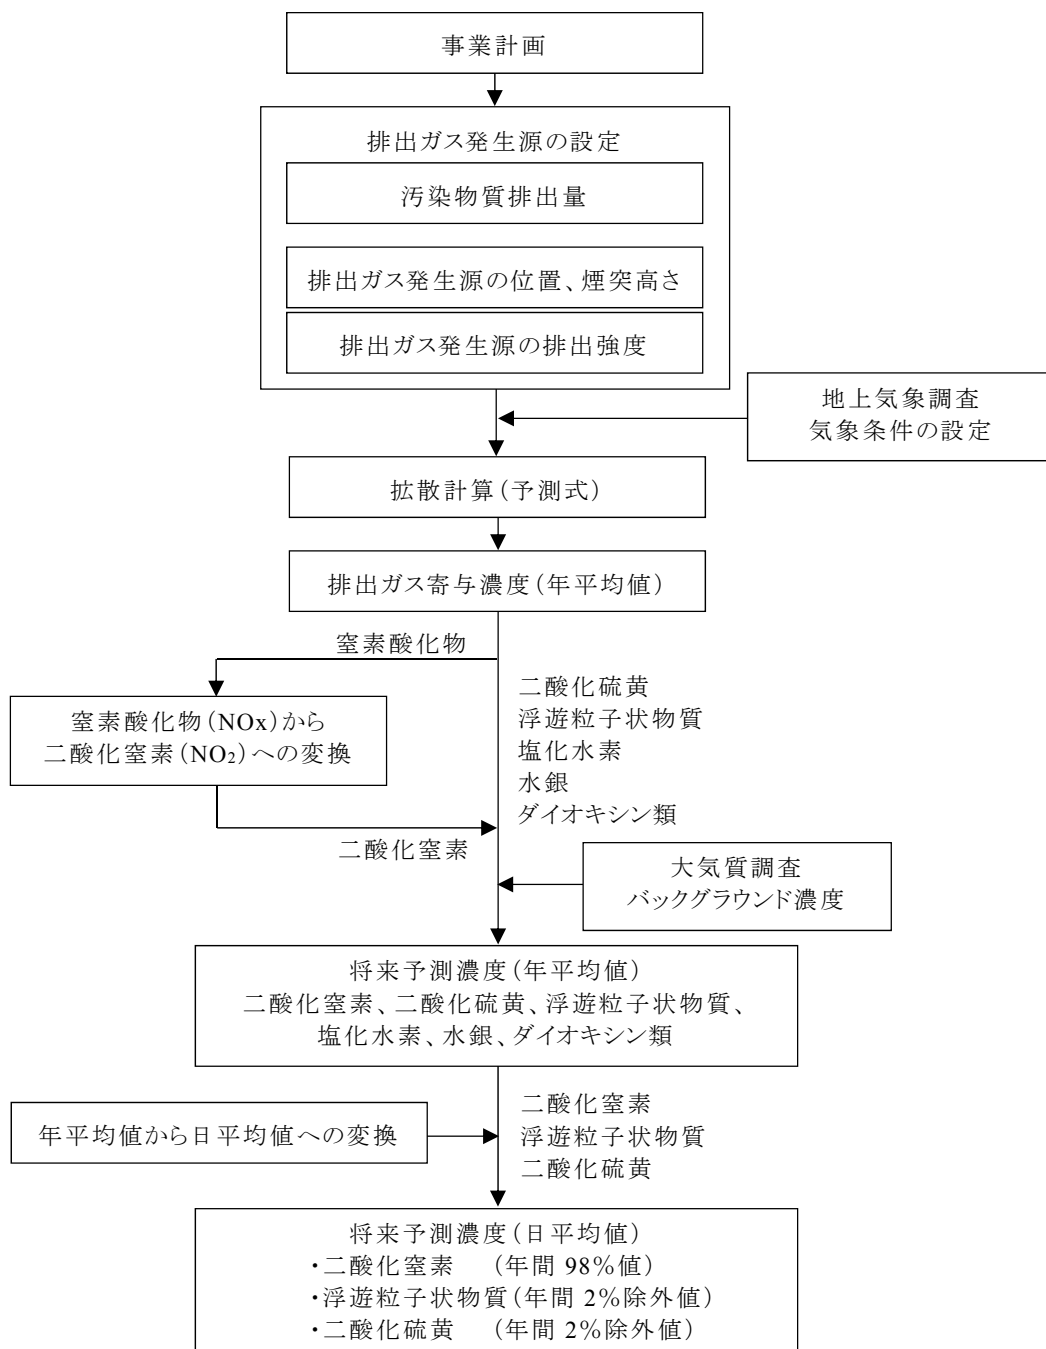 事業計画
排出ガス発生源の設定
汚染物質排出量
排出ガス発生源の位置、煙突高さ
排出ガス発生源の排出強度
地上気象調査
気象条件の設定
拡散計算(予測式)
排出ガス寄与濃度(年平均値)
窒素酸化物
窒素酸化物(NOx)から
二酸化窒素(NO₂)への変換
二酸化硫黄
浮遊粒子状物質
塩化水素
水銀
ダイオキシン類
二酸化窒素
大気質調査
バックグラウンド濃度
将来予測濃度(年平均値)
二酸化窒素、二酸化硫黄、浮遊粒子状物質、
塩化水素、水銀、ダイオキシン類
年平均値から日平均値への変換
二酸化窒素
浮遊粒子状物質
二酸化硫黄
将来予測濃度(日平均値)
・二酸化窒素　(年間 98%値)
・浮遊粒子状物質(年間 2%除外値)
・二酸化硫黄　(年間 2%除外値)